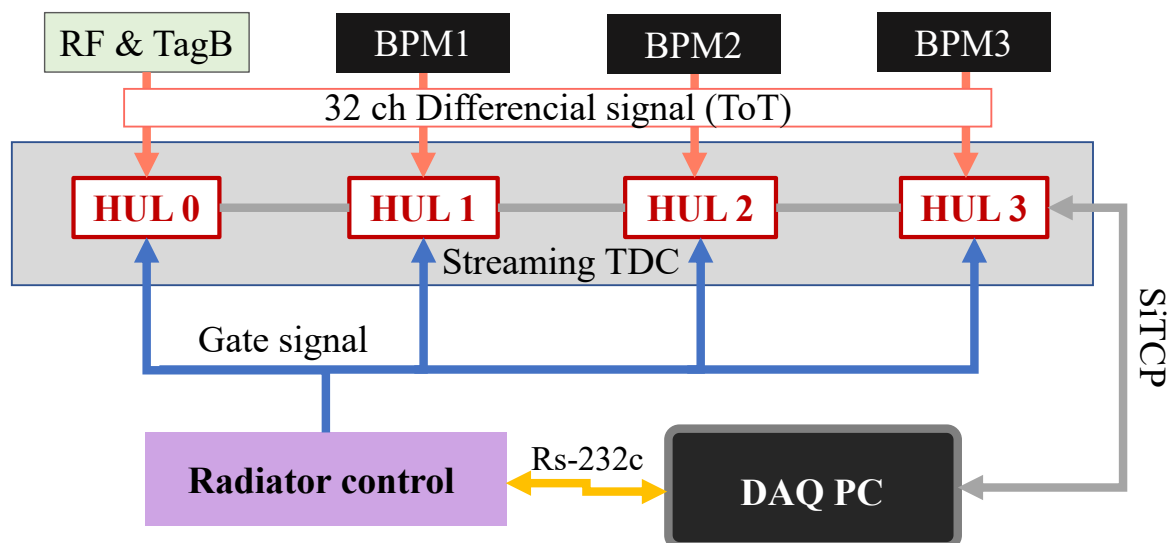 RF & TagB
BPM1
BPM2
BPM3
32 ch Differencial signal (ToT)
HUL 0
HUL 1
HUL 2
HUL 3
Streaming TDC
SiTCP
Gate signal
Radiator control
Rs-232c
DAQ PC